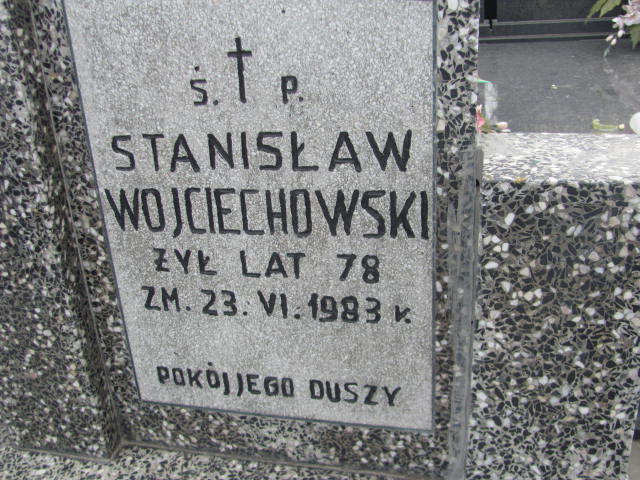 Ś. P.
STANISŁAW
WOJCIECHOWSKI
ŻYŁ LAT 78
ZM. 23. VI. 1983 r.
POKÓJ JEGO DUSZY